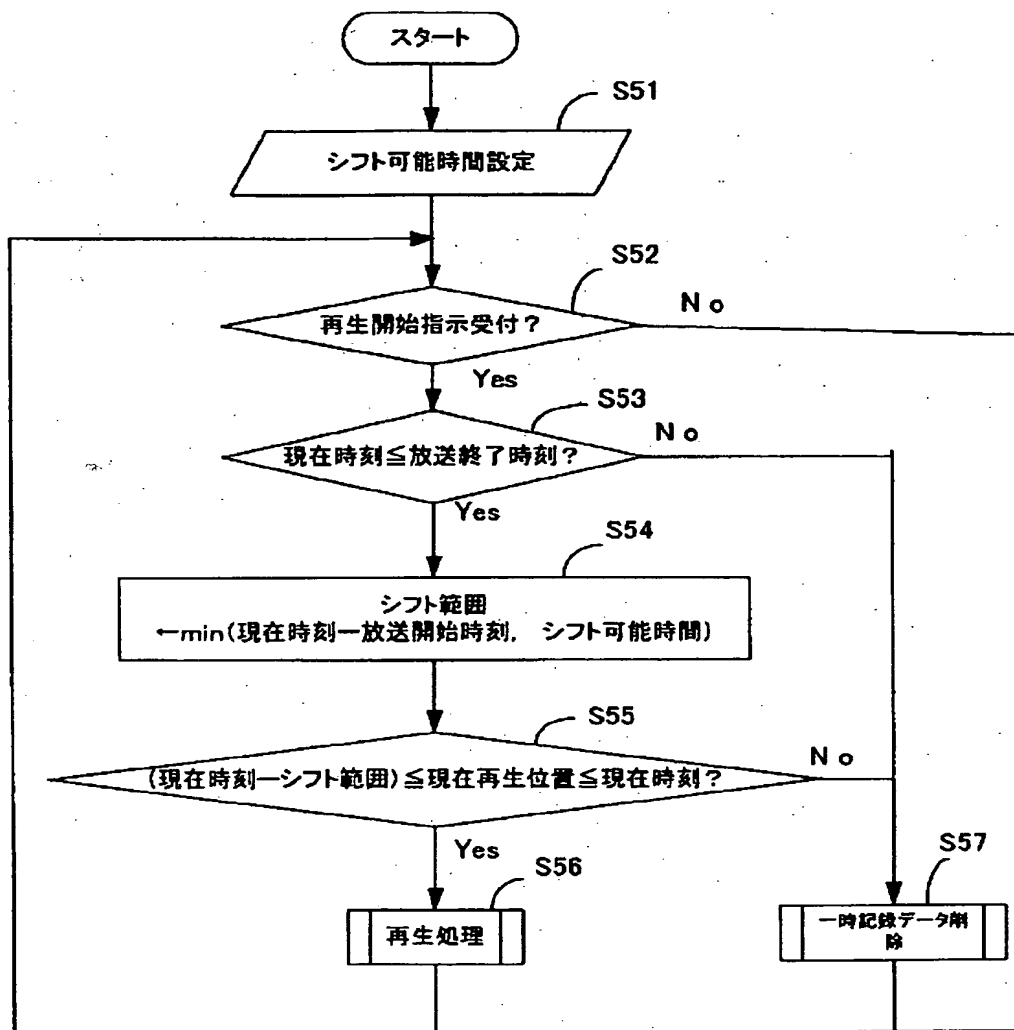 スタート
S51
シフト可能時間設定
S52
再生開始指示受付？
No
Yes
S53
現在時刻≦放送終了時刻？
No
Yes
S54
シフト範囲
←min(現在時刻ー放送開始時刻， シフト可能時間)
S55
(現在時刻ーシフト範囲)≦現在再生位置≦現在時刻？
No
Yes
S56
再生処理
S57
一時記録データ削
除